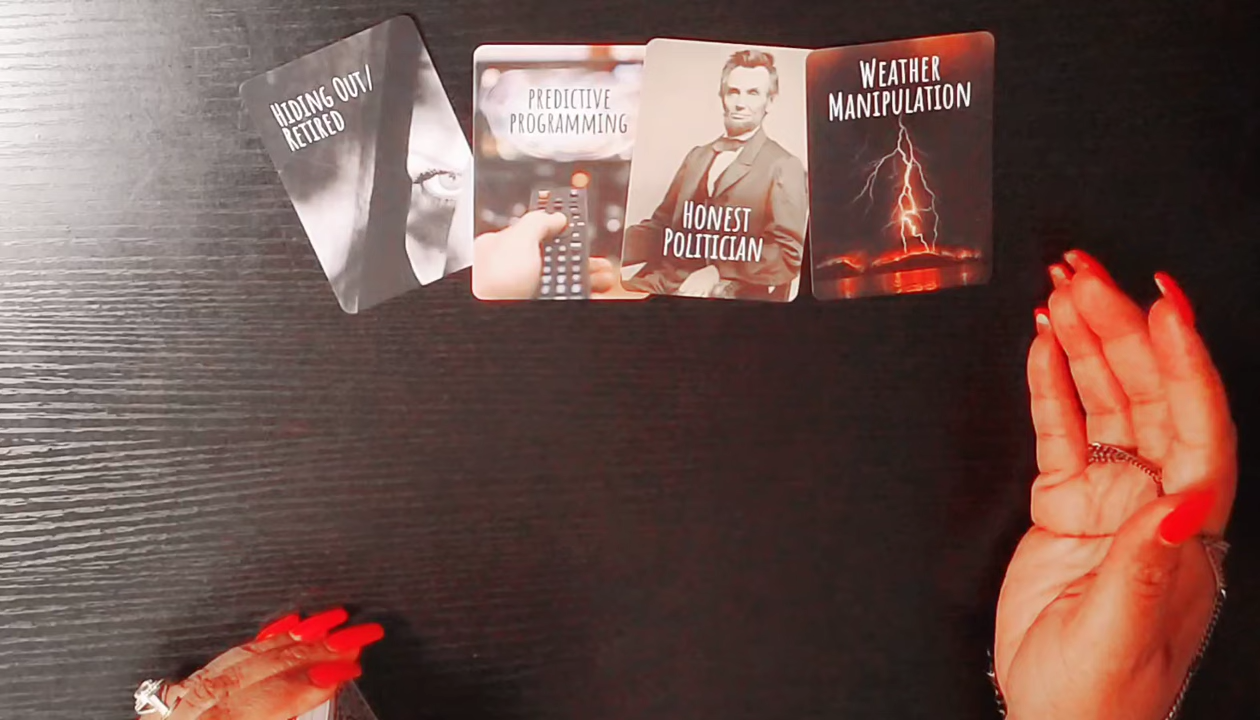 HIDING OUT/
RETIRED
PREDICTIVE
PROGRAMMING
HONEST
POLITICIAN
WEATHER
MANIPULATION